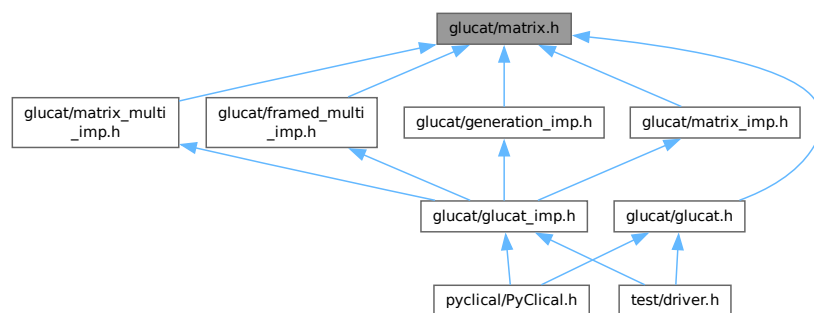 glucat/matrix.h
glucat/matrix_multi
_imp.h
glucat/framed_multi
_imp.h
glucat/generation_imp.h
glucat/matrix_imp.h
glucat/glucat_imp.h
glucat/glucat.h
pyclical/PyClical.h
test/driver.h